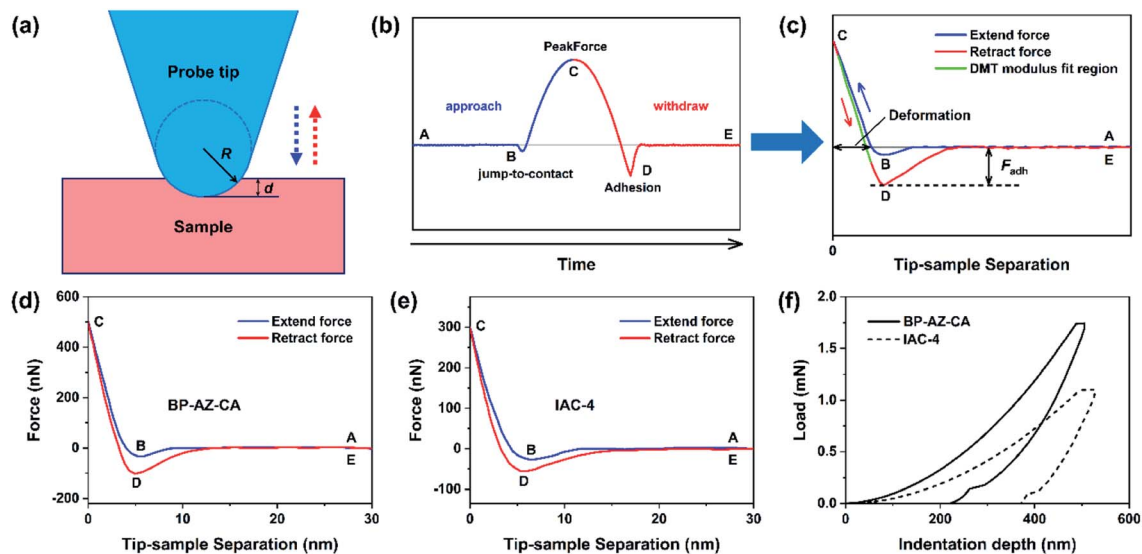 (a)
Probe tip
R
d
Sample
(b)
PeakForce
C
approach
withdraw
A
E
B
D
jump-to-contact
Adhesion
Time
(c)
C
Extend force
Retract force
DMT modulus fit region
Deformation
A
B
E
D
Fadh
0
Tip-sample Separation
(d)
600
400
200
0
-200
Force (nN)
C
Extend force
Retract force
BP-AZ-CA
B
A
D
E
0
10
20
30
Tip-sample Separation (nm)
(e)
300
200
100
0
-100
Force (nN)
C
Extend force
Retract force
IAC-4
B
A
D
E
0
10
20
30
Tip-sample Separation (nm)
(f)
2.0
1.5
1.0
0.5
0.0
Load (mN)
BP-AZ-CA
IAC-4
0
200
400
600
Indentation depth (nm)